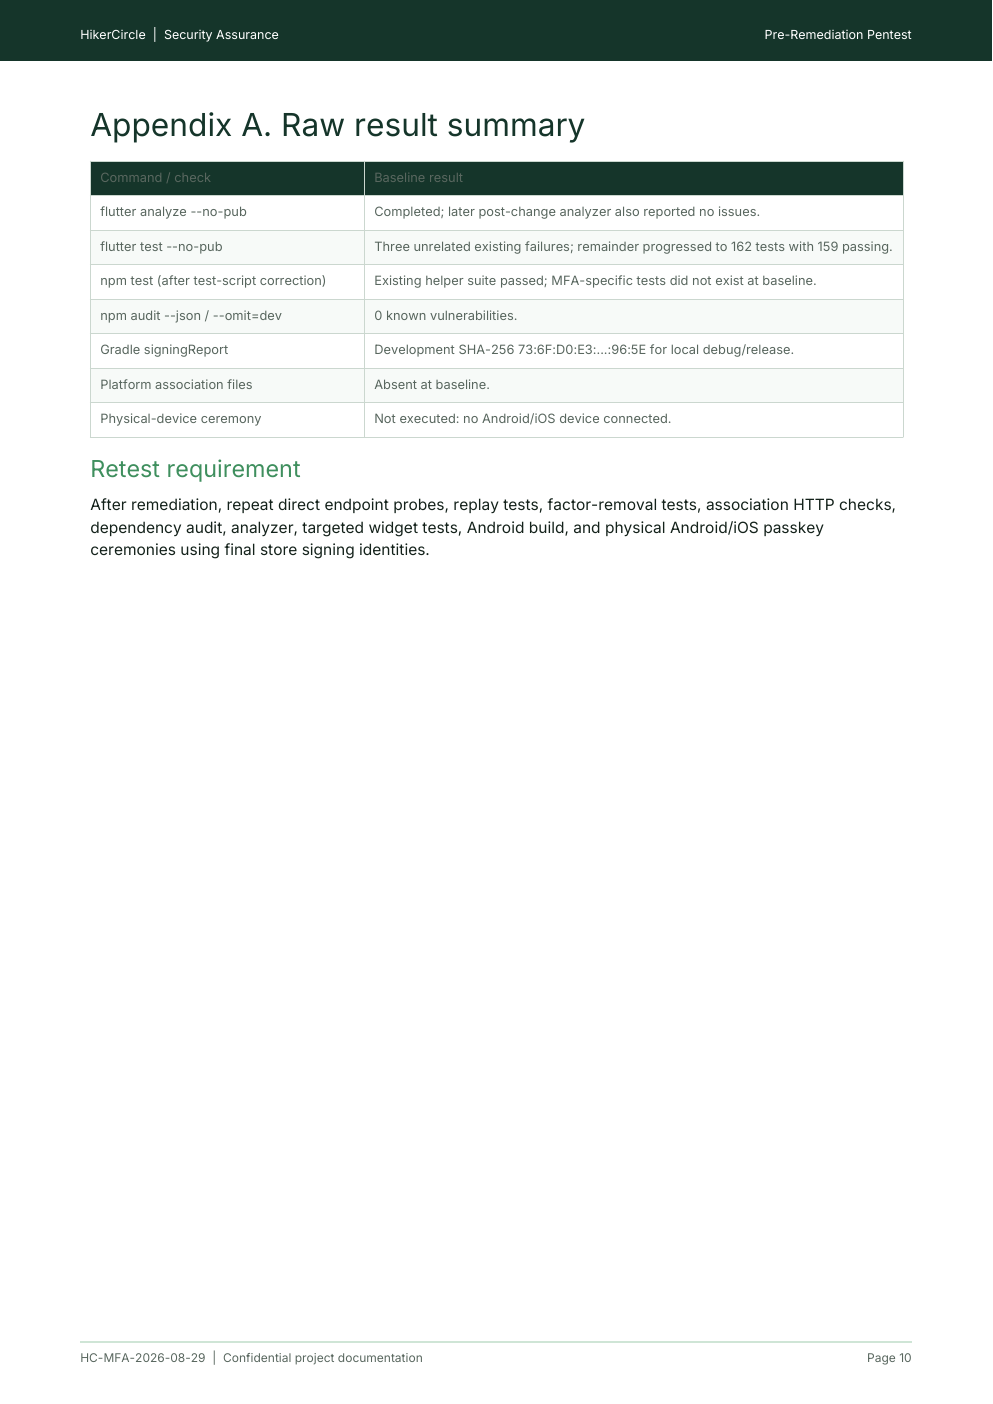 HikerCircle | Security Assurance
Pre-Remediation Pentest
Appendix A. Raw result summary
Command / check
Baseline result
flutter analyze --no-pub
Completed; later post-change analyzer also reported no issues.
flutter test --no-pub
Three unrelated existing failures; remainder progressed to 162 tests with 159 passing.
npm test (after test-script correction)
Existing helper suite passed; MFA-specific tests did not exist at baseline.
npm audit --json / --omit=dev
0 known vulnerabilities.
Gradle signingReport
Development SHA-256 73:6F:D0:E3:...:96:5E for local debug/release.
Platform association files
Absent at baseline.
Physical-device ceremony
Not executed: no Android/iOS device connected.
Retest requirement
After remediation, repeat direct endpoint probes, replay tests, factor-removal tests, association HTTP checks,
dependency audit, analyzer, targeted widget tests, Android build, and physical Android/iOS passkey
ceremonies using final store signing identities.
HC-MFA-2026-08-29 | Confidential project documentation
Page 10